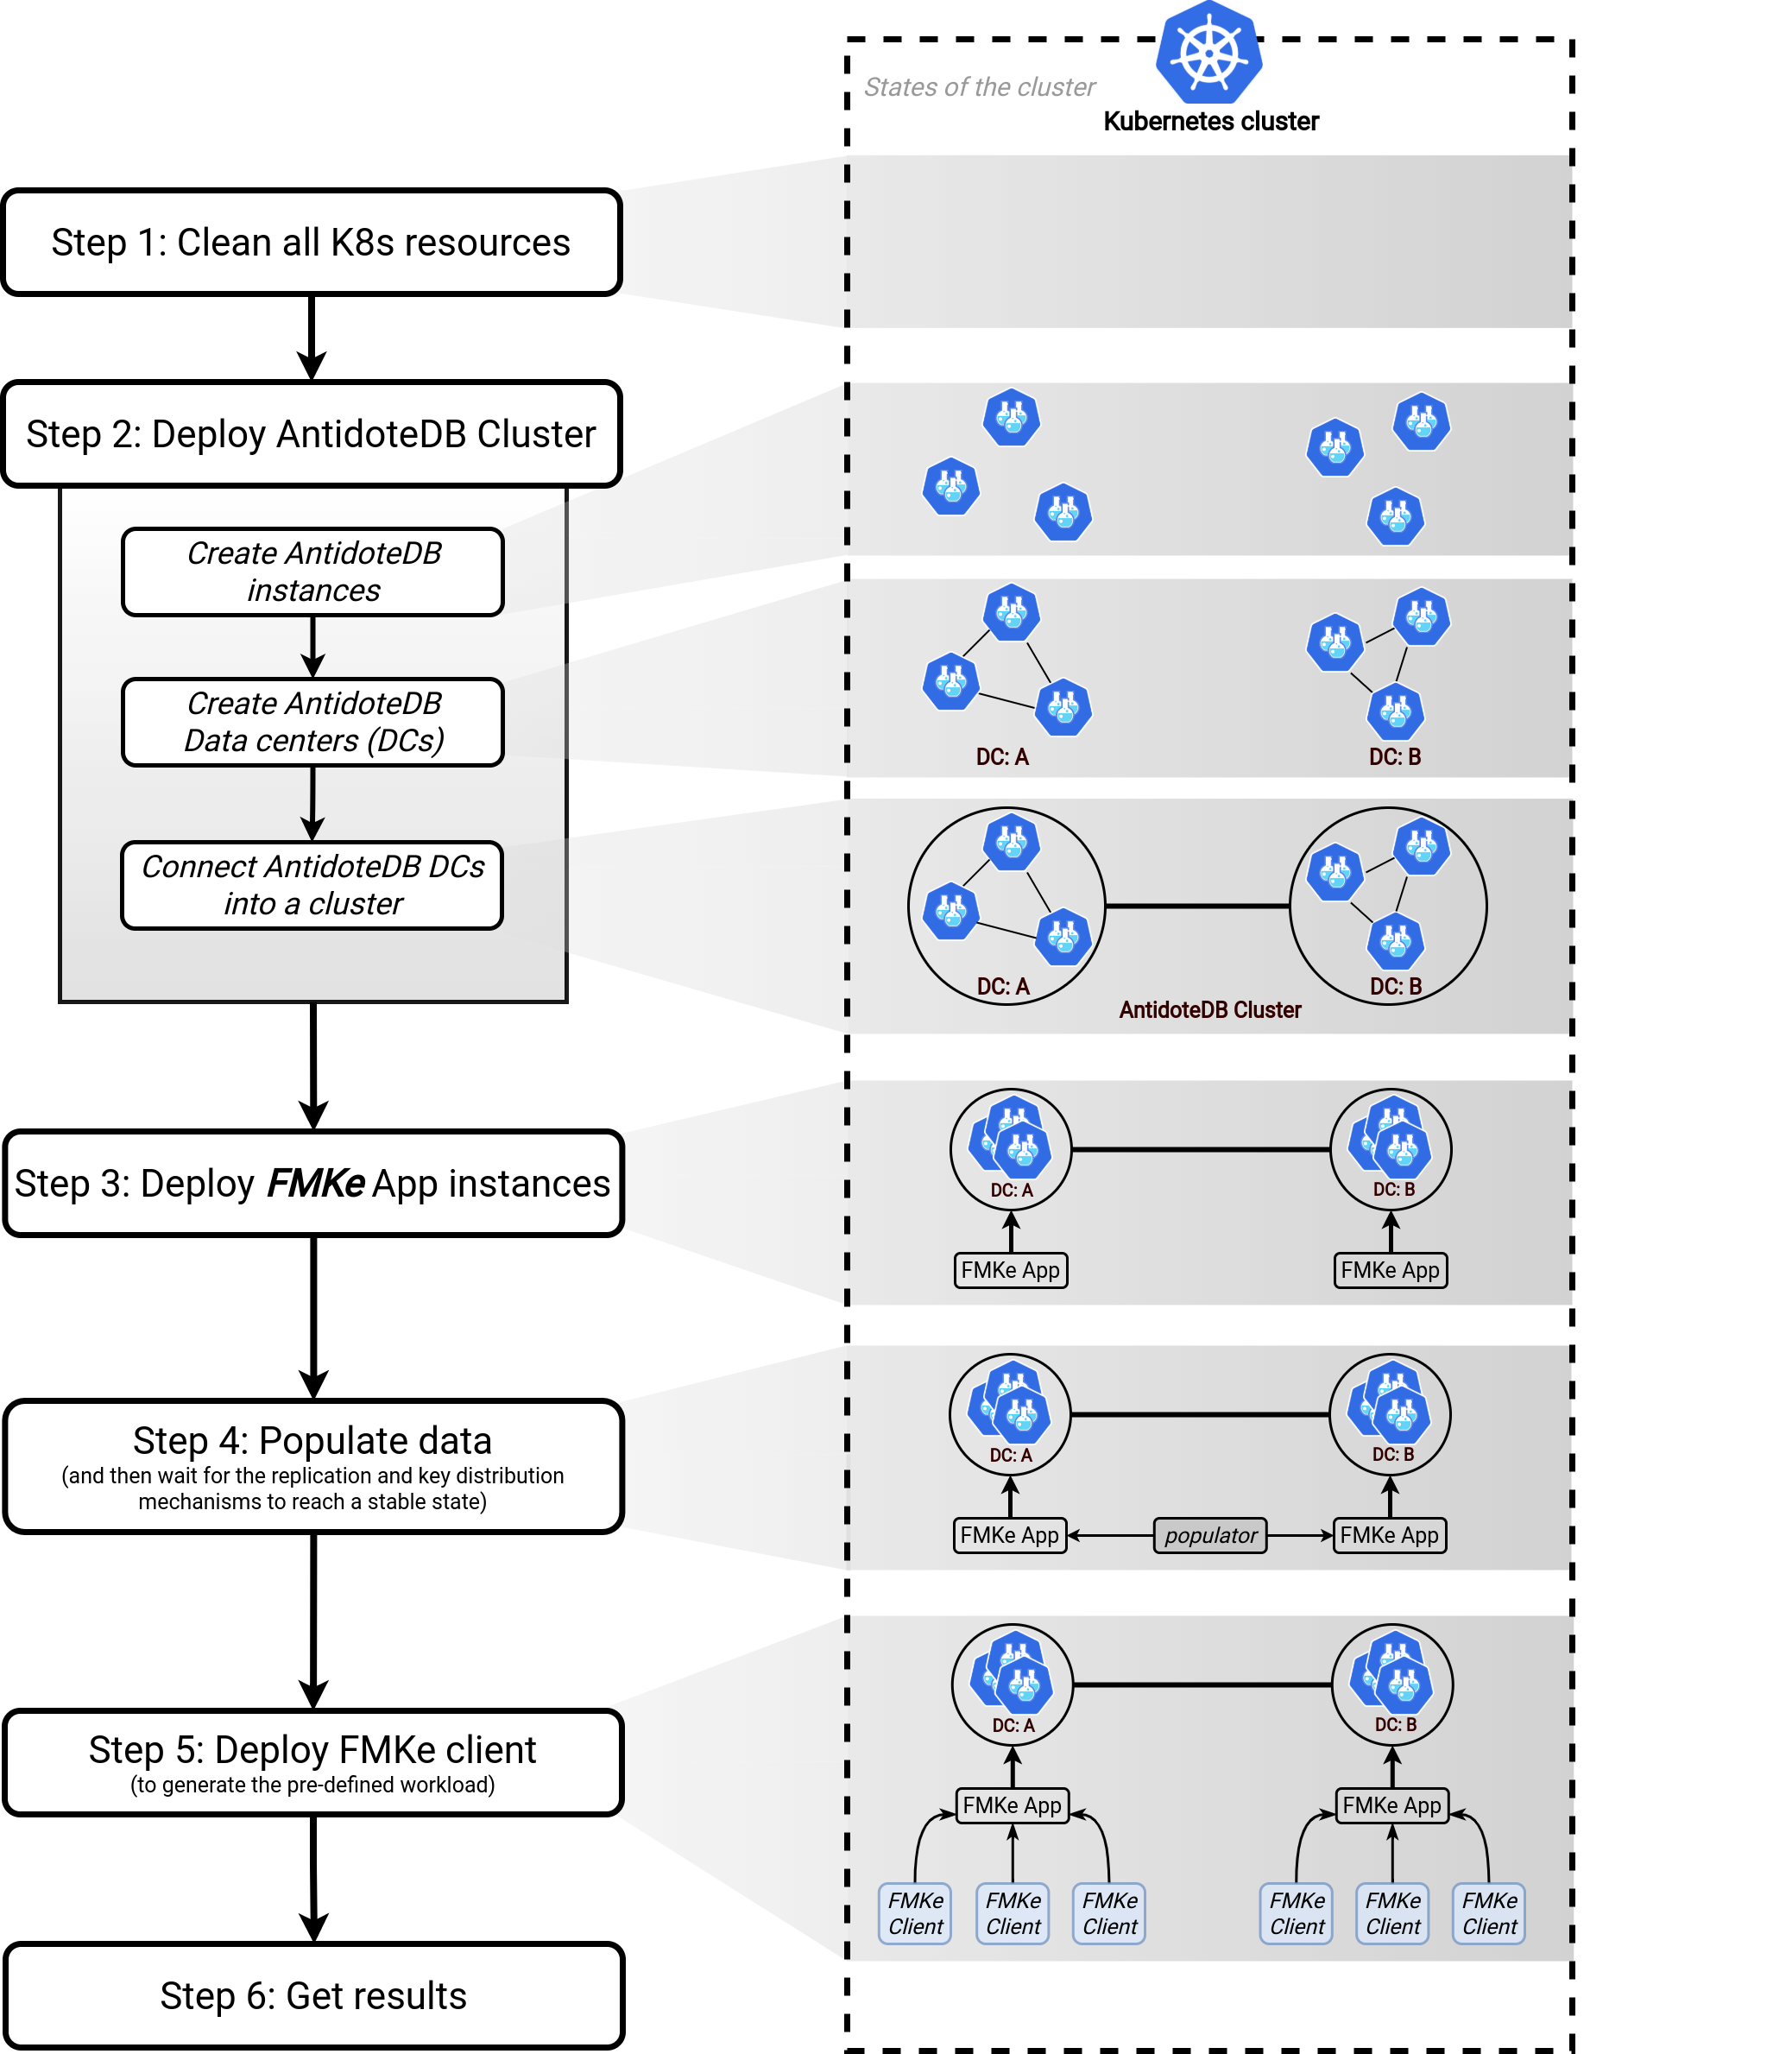 States of the cluster
Kubernetes cluster
Step 1: Clean all K8s resources
Step 2: Deploy AntidoteDB Cluster
Create AntidoteDB
instances
Create AntidoteDB
Data centers (DCs)
DC: A
DC: B
Connect AntidoteDB DCs
into a cluster
DC: A
DC: B
AntidoteDB Cluster
Step 3: Deploy FMKe App instances
DC: A
DC: B
FMKe App
FMKe App
Step 4: Populate data
(and then wait for the replication and key distribution
mechanisms to reach a stable state)
DC: A
DC: B
FMKe App
populator
FMKe App
Step 5: Deploy FMKe client
(to generate the pre-defined workload)
DC: A
DC: B
FMKe App
FMKe App
FMKe
Client
FMKe
Client
FMKe
Client
FMKe
Client
FMKe
Client
FMKe
Client
Step 6: Get results